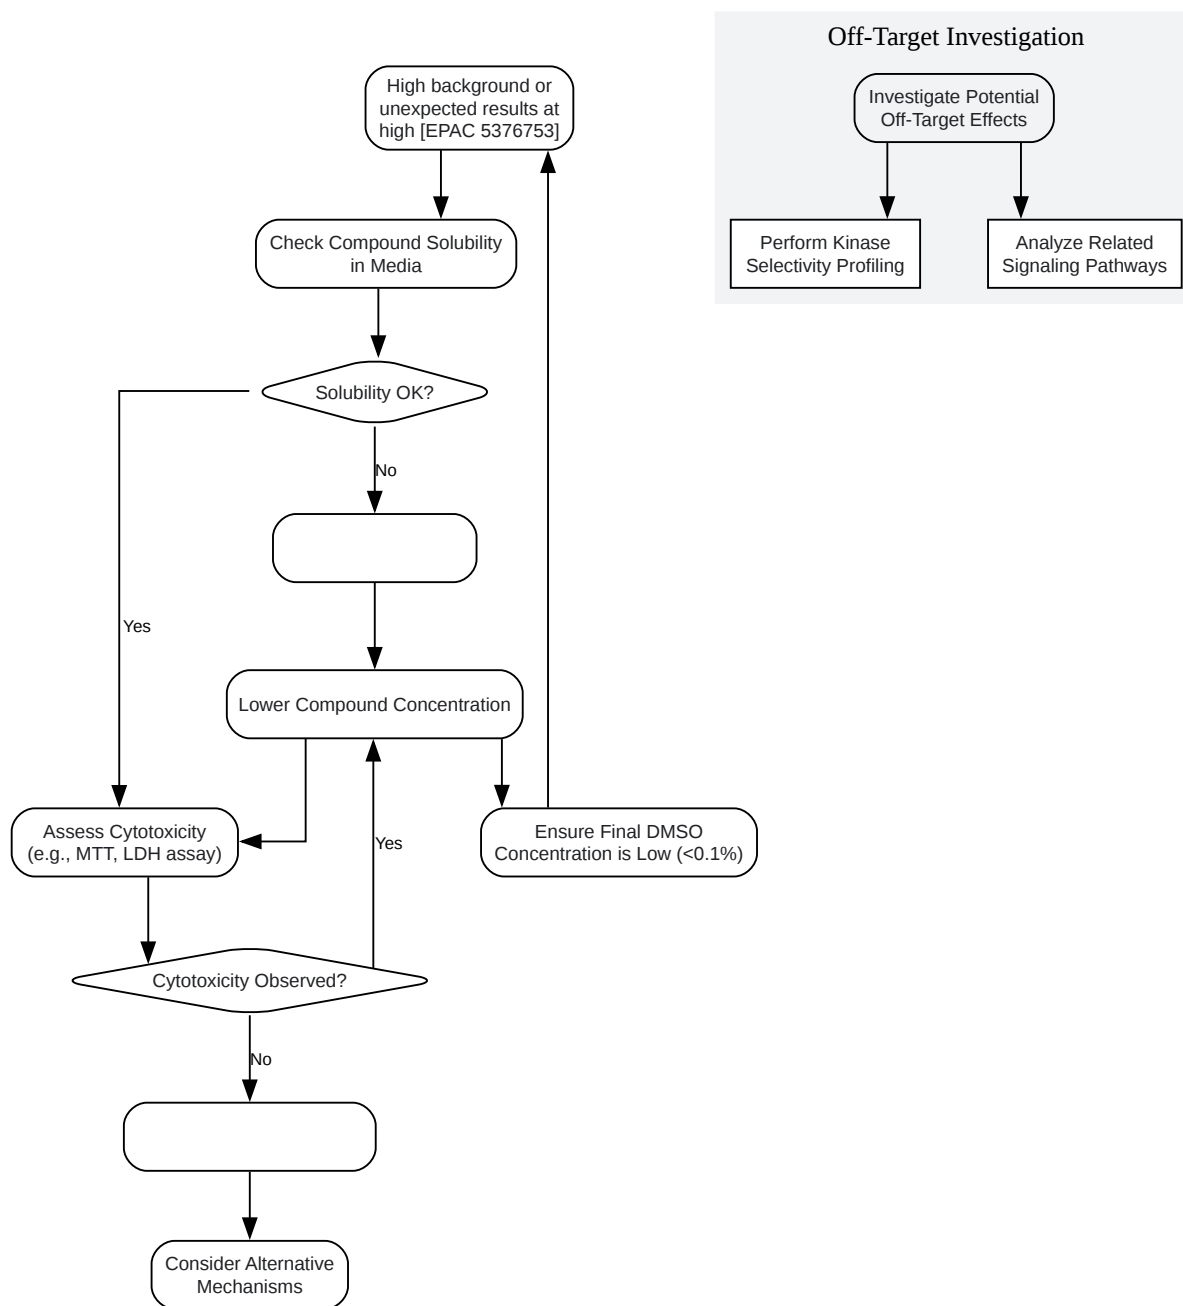 Off-Target Investigation
High background or
unexpected results at
high [EPAC 5376753]
Investigate Potential
Off-Target Effects
Check Compound Solubility
in Media
Perform Kinase
Selectivity Profiling
Analyze Related
Signaling Pathways
Solubility OK?
No
Yes
Lower Compound Concentration
Assess Cytotoxicity
(e.g., MTT, LDH assay)
Yes
Ensure Final DMSO
Concentration is Low (<0.1%)
Cytotoxicity Observed?
No
Consider Alternative
Mechanisms